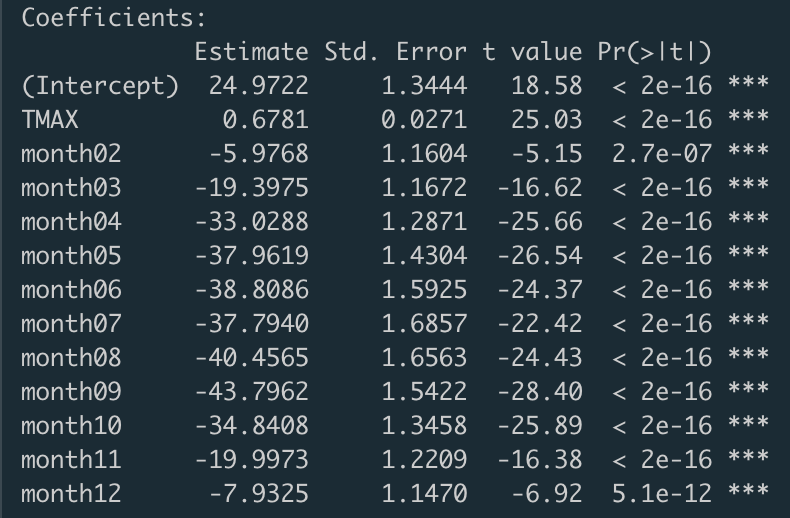 Coefficients:
Estimate Std. Error t value Pr(>|t|)
(Intercept) 24.9722 1.3444 18.58 < 2e-16 ***
TMAX 0.6781 0.0271 25.03 < 2e-16 ***
month02 -5.9768 1.1604 -5.15 2.7e-07 ***
month03 -19.3975 1.1672 -16.62 < 2e-16 ***
month04 -33.0288 1.2871 -25.66 < 2e-16 ***
month05 -37.9619 1.4304 -26.54 < 2e-16 ***
month06 -38.8086 1.5925 -24.37 < 2e-16 ***
month07 -37.7940 1.6857 -22.42 < 2e-16 ***
month08 -40.4565 1.6563 -24.43 < 2e-16 ***
month09 -43.7962 1.5422 -28.40 < 2e-16 ***
month10 -34.8408 1.3458 -25.89 < 2e-16 ***
month11 -19.9973 1.2209 -16.38 < 2e-16 ***
month12 -7.9325 1.1470 -6.92 5.1e-12 ***